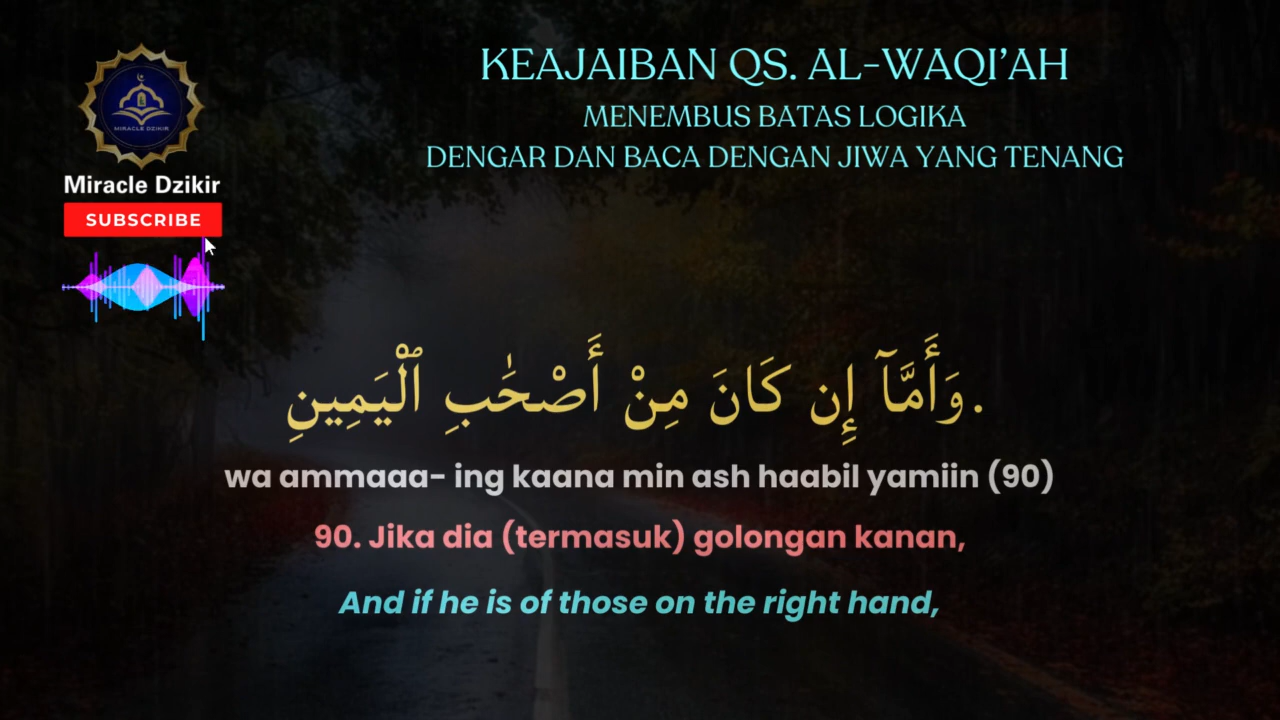 KEAJAIBAN QS. AL-WAQI'AH
MENEMBUS BATAS LOGIKA
DENGAR DAN BACA DENGAN JIWA YANG TENANG
MIRACLE DZIKIR
Miracle Dzikir
SUBSCRIBE
وَأَمَّآ إِن كَانَ مِنْ أَصْحَٰبِ ٱلْيَمِينِ.
wa ammaaa- ing kaana min ash haabil yamiin (90)
90. Jika dia (termasuk) golongan kanan,
And if he is of those on the right hand,